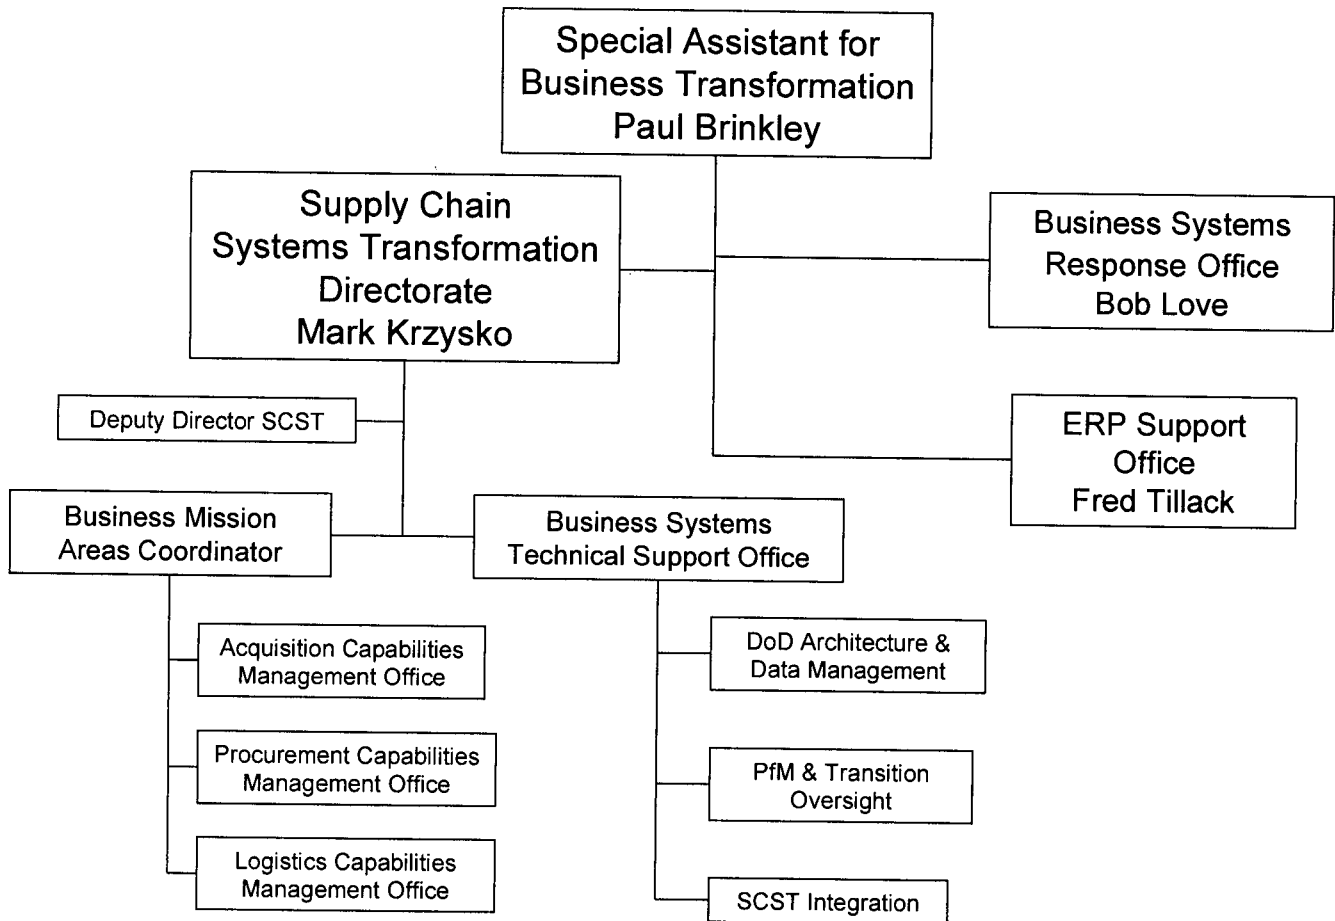 Special Assistant for
Business Transformation
Paul Brinkley
Supply Chain
Systems Transformation
Directorate
Mark Krzysko
Business Systems
Response Office
Bob Love
Deputy Director SCST
ERP Support
Office
Fred Tillack
Business Mission
Areas Coordinator
Business Systems
Technical Support Office
Acquisition Capabilities
Management Office
Procurement Capabilities
Management Office
Logistics Capabilities
Management Office
DoD Architecture &
Data Management
PfM & Transition
Oversight
SCST Integration